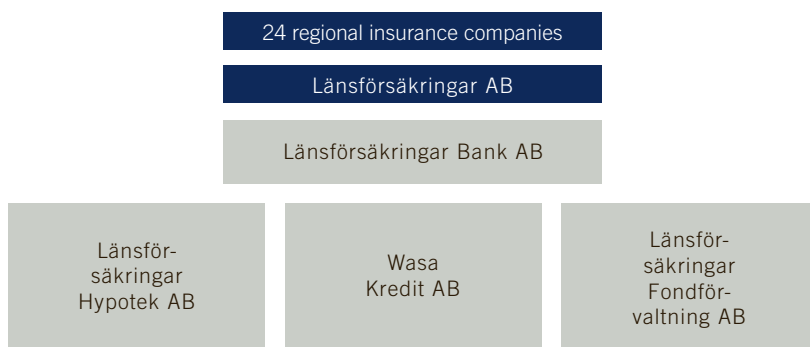 24 regional insurance companies
Länsförsäkringar AB
Länsförsäkringar Bank AB
Länsför-
säkringar
Hypotek AB
Wasa
Kredit AB
Länsför-
säkringar
Fondför-
valtning AB